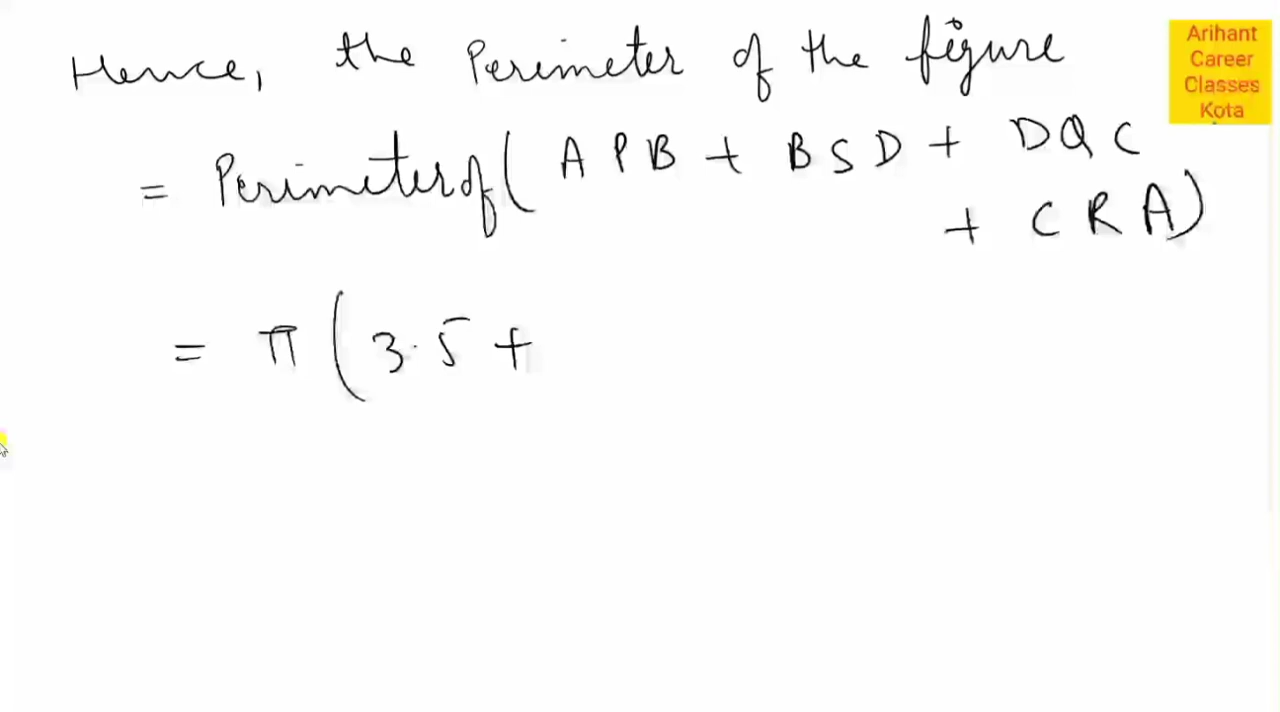 Hence, the Perimeter of the figure
= Perimeter of ( A P B + B S D + D Q C
+ C R A )
= π ( 3.5 +
Arihant
Career
Classes
Kota